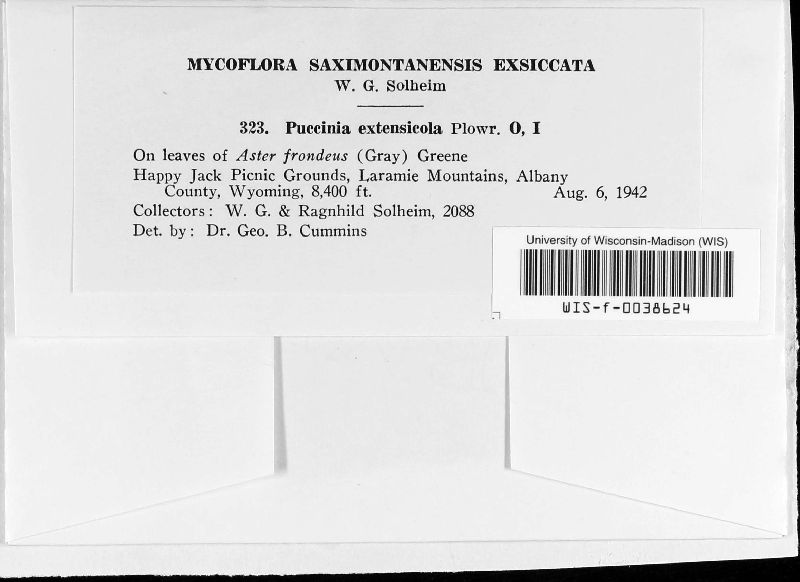 MYCOFLORA SAXIMONTANENSIS EXSICCATA
W. G. Solheim
323. Puccinia extensicola Plowr. O, I
On leaves of Aster frondeus (Gray) Greene
Happy Jack Picnic Grounds, Laramie Mountains, Albany
County, Wyoming, 8,400 ft. Aug. 6, 1942
Collectors: W. G. & Ragnhild Solheim, 2088
Det. by: Dr. Geo. B. Cummins
University of Wisconsin-Madison (WIS)
WIS-f-0038624